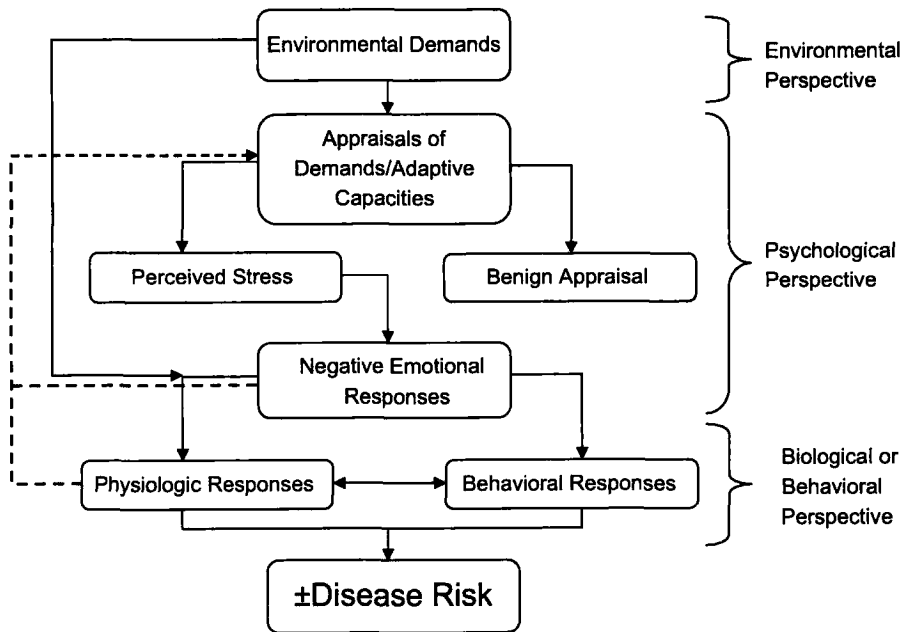 Environmental Demands
Environmental
Perspective
Appraisals of
Demands/Adaptive
Capacities
Perceived Stress
Benign Appraisal
Psychological
Perspective
Negative Emotional
Responses
Physiologic Responses
Behavioral Responses
Biological or
Behavioral
Perspective
±Disease Risk